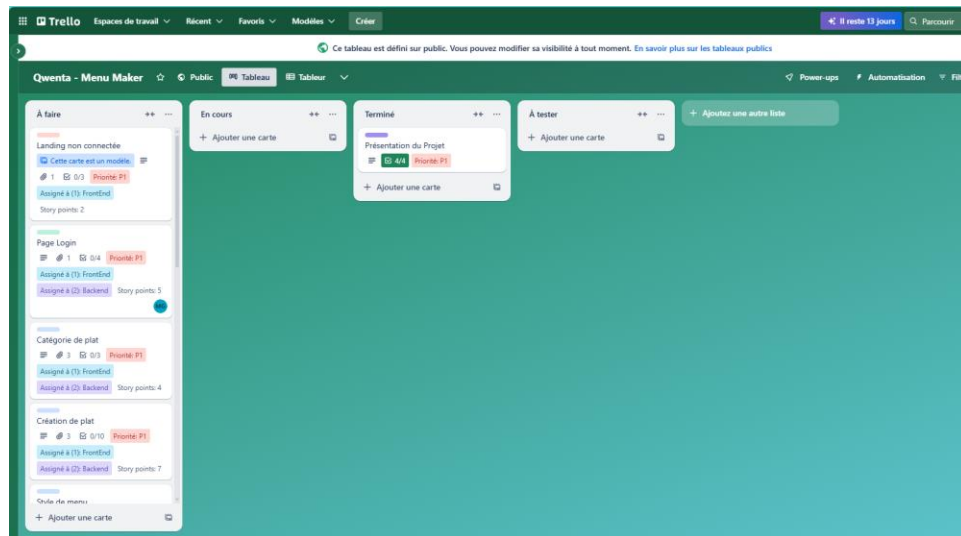 Trello Espaces de travail Récent Favoris Modèles Créer Il reste 13 jours Parcourir
Ce tableau est défini sur public. Vous pouvez modifier sa visibilité à tout moment. En savoir plus sur les tableaux publics
Qwenta - Menu Maker Public Tableau Tableur Power-ups Automatisation Fil
À faire
Landing non connectée
Cette carte est un modèle.
1 0/3 Priorité: P1
Assigné à (1): FrontEnd
Story points: 2
Page Login
1 0/4 Priorité: P1
Assigné à (1): FrontEnd
Assigné à (2): Backend Story points: 5
Catégorie de plat
3 0/3 Priorité: P1
Assigné à (1): FrontEnd
Assigné à (2): Backend Story points: 4
Création de plat
3 0/10 Priorité: P1
Assigné à (1): FrontEnd
Assigné à (2): Backend Story points: 7
Style de menu
+ Ajouter une carte
En cours
+ Ajouter une carte
Terminé
Présentation du Projet
4/4 Priorité: P1
+ Ajouter une carte
À tester
+ Ajouter une carte
+ Ajoutez une autre liste